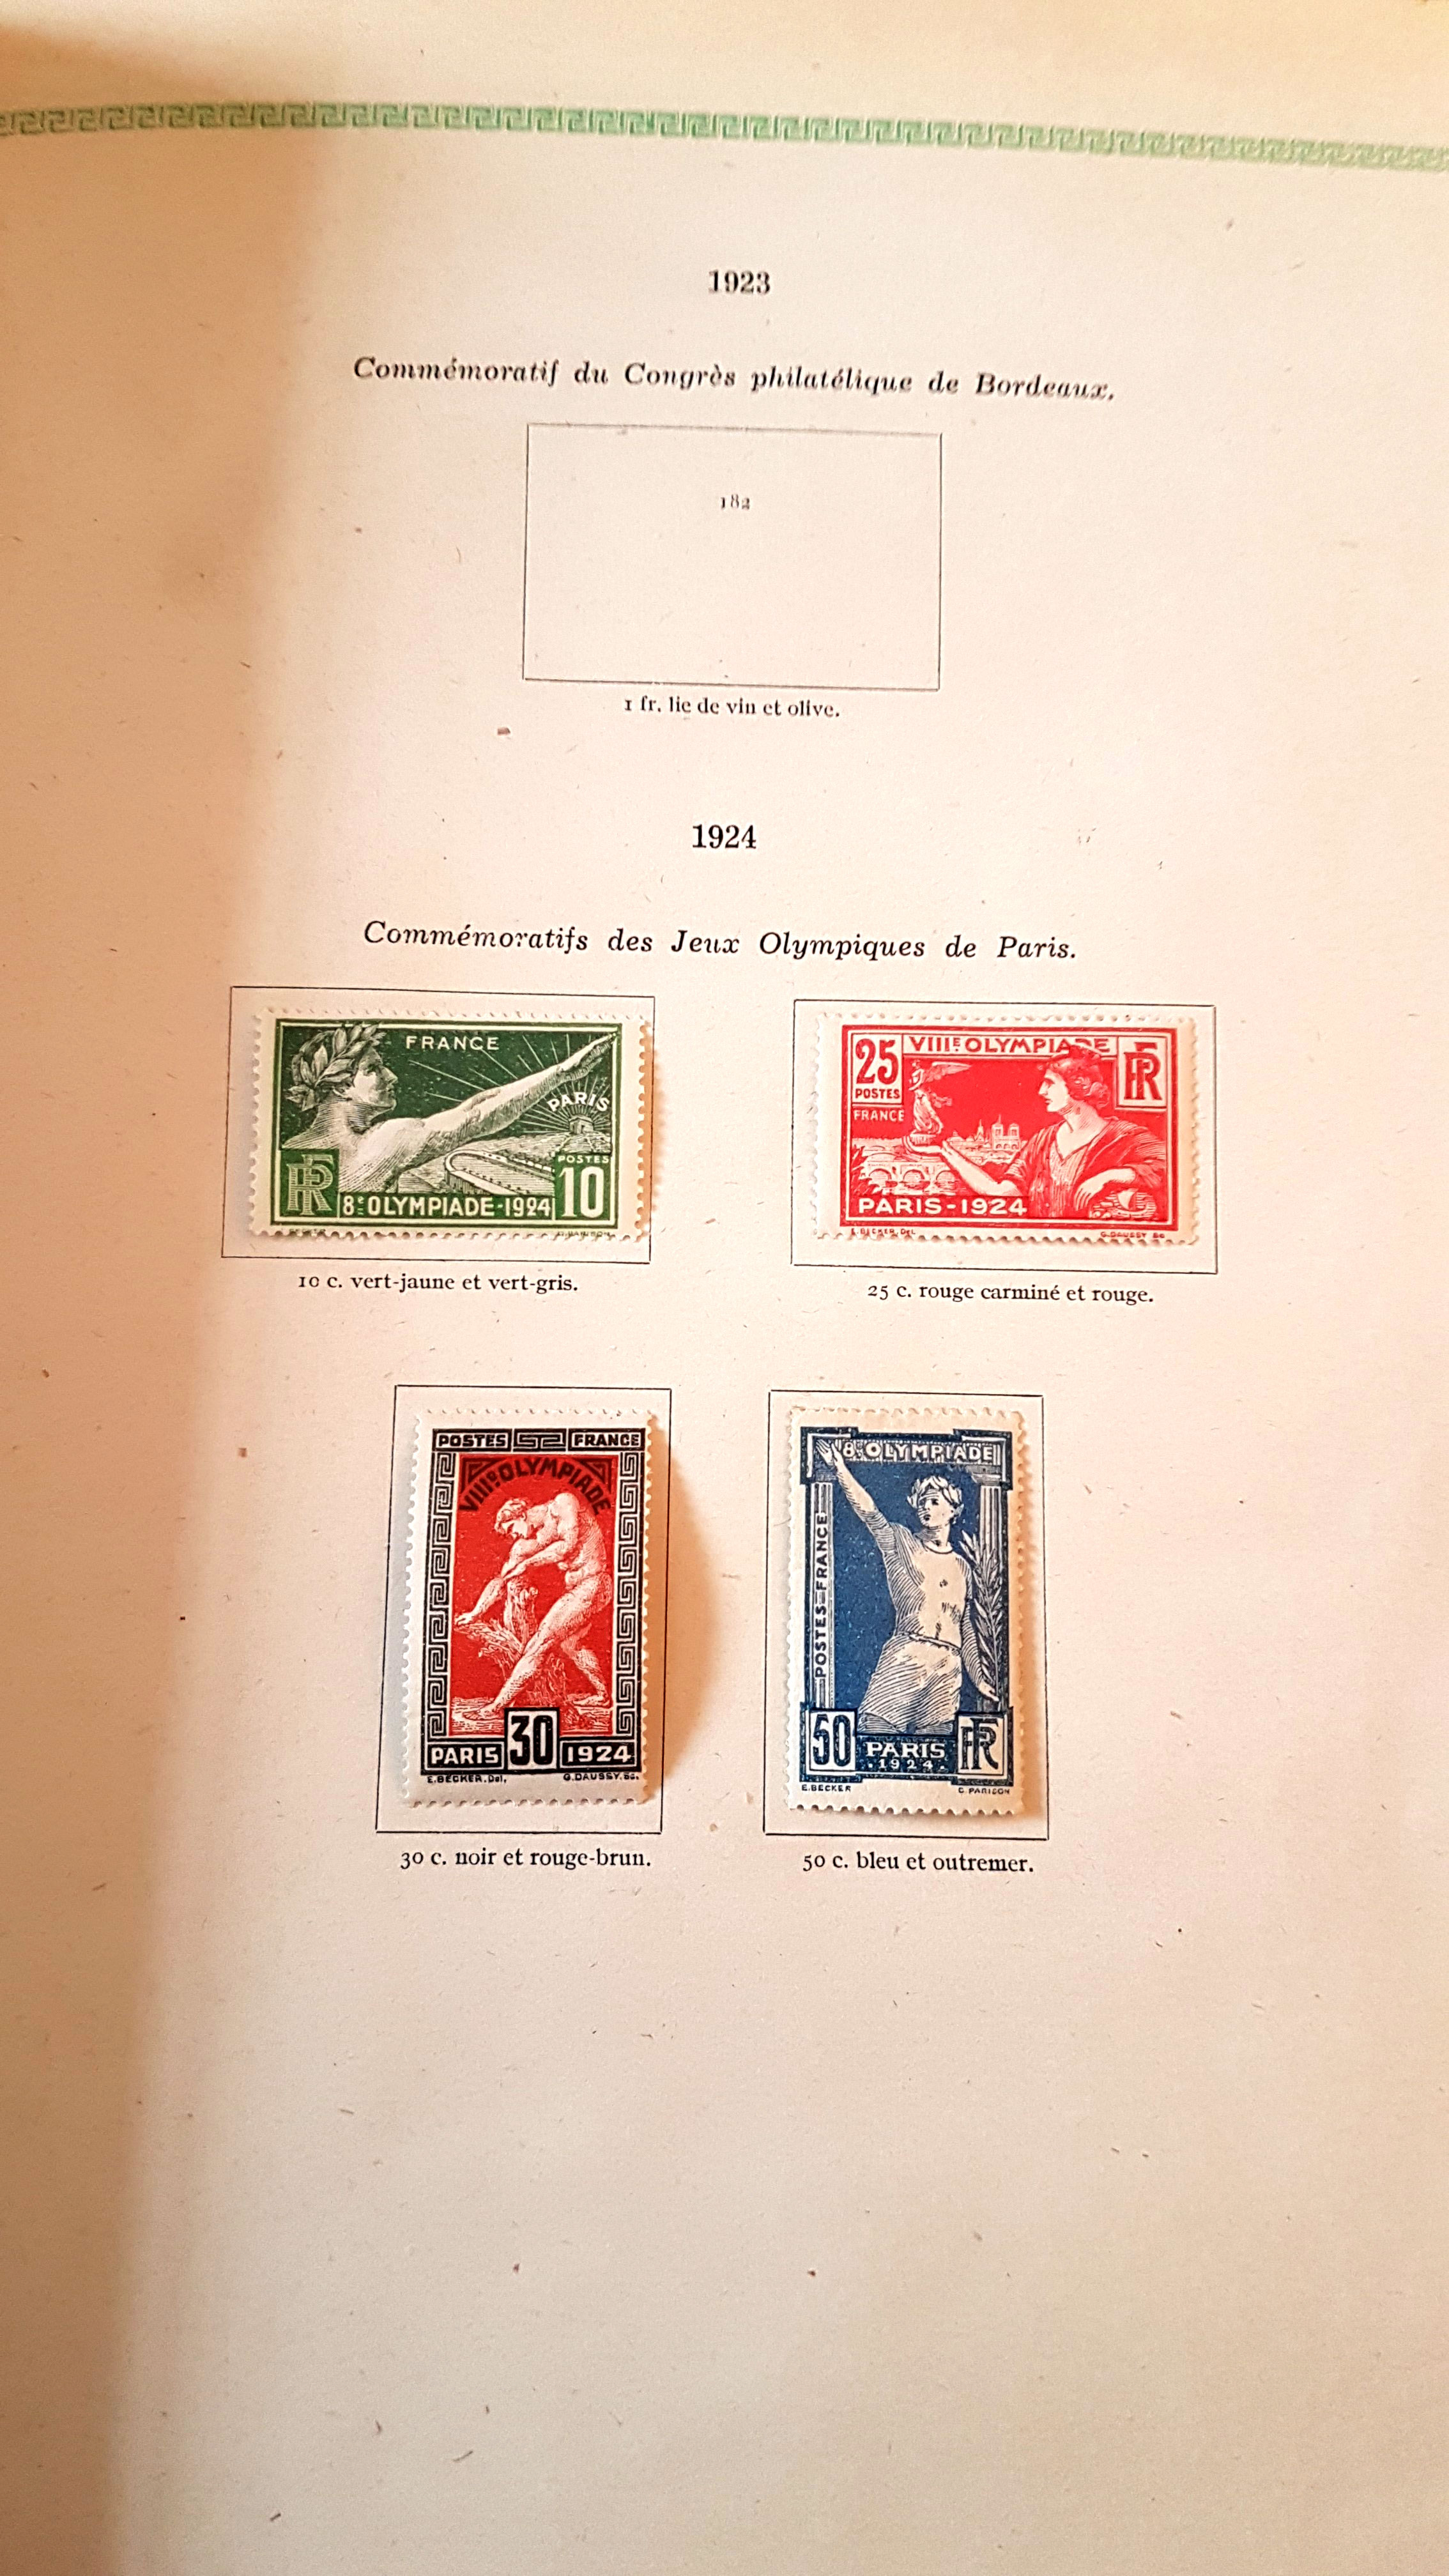 1923
Commémoratif du Congrès philatélique de Bordeaux.
182
1 fr. lie de vin et olive.
1924
Commémoratifs des Jeux Olympiques de Paris.
FRANCE
PARIS
POSTES
RF
8e OLYMPIADE-1924
10
10 c. vert-jaune et vert-gris.
25
VIIIE OLYMPIADE
RF
POSTES
FRANCE
PARIS-1924
E.BECKER.DEL
G.DAUSSY Sc
25 c. rouge carminé et rouge.
POSTES FRANCE
VIIIe OLYMPIADE
PARIS 30 1924
E.BECKER.Del.
G.DAUSSY.Sc.
30 c. noir et rouge-brun.
8e OLYMPIADE
POSTES-FRANCE
50 PARIS RF
1924
E.BECKER
50 c. bleu et outremer.